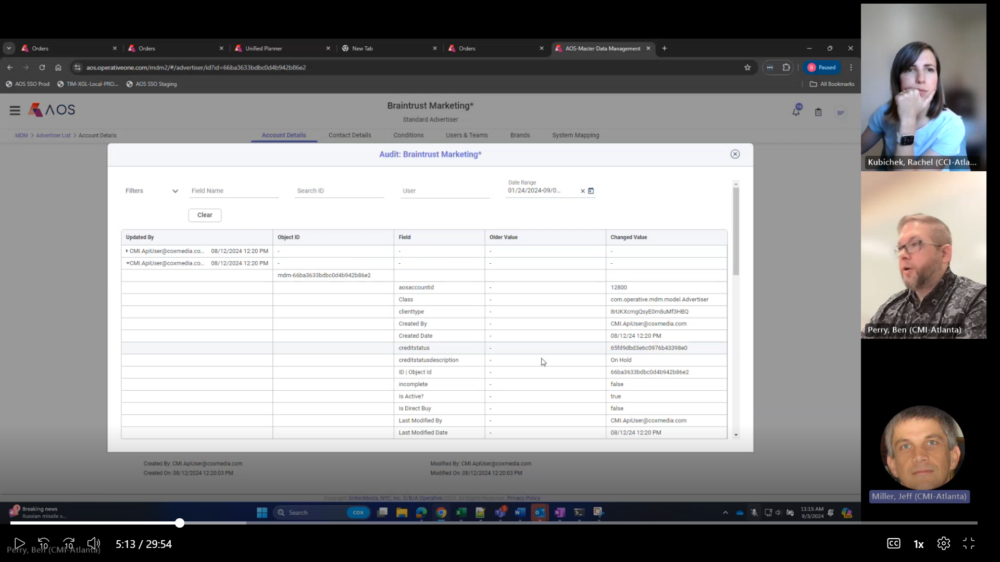 Orders
Orders
Unified Planner
New Tab
Orders
AOS-Master Data Management
aos.operativeone.com/mdm2/#/advertiser/id?id=66ba3633bdbc0d4b942b86e2
B Paused
AOS SSO Prod
TIM-XGL-Local-PRO...
AOS SSO Staging
All Bookmarks
AOS
Braintrust Marketing*
Standard Advertiser
BP
MDM > Advertiser List > Account Details
Account Details
Contact Details
Conditions
Users & Teams
Brands
System Mapping
Audit: Braintrust Marketing*
Filters
Field Name
Search ID
User
Date Range
01/24/2024-09/0...
Clear
Updated By Object ID Field Older Value Changed Value
CMI.ApiUser@coxmedia.co... 08/12/2024 12:20 PM - - - -
CMI.ApiUser@coxmedia.co... 08/12/2024 12:20 PM - - - -
mdm-66ba3633bdbc0d4b942b86e2
aosaccountid - 12800
Class - com.operative.mdm.model.Advertiser
clienttype - 8rUKXcmgQsyE0m8uMf3HBQ
Created By - CMI.ApiUser@coxmedia.com
Created Date - 08/12/24 12:20 PM
creditstatus - 65fd9dbd3e6c0976b43398e0
creditstatusdescription - On Hold
ID | Object Id - 66ba3633bdbc0d4b942b86e2
incomplete - false
Is Active? - true
Is Direct Buy - false
Last Modified By - CMI.ApiUser@coxmedia.com
Last Modified Date - 08/12/24 12:20 PM
Created By: CMI.ApiUser@coxmedia.com
Created On: 08/12/2024 12:20:03 PM
Modified By: CMI.ApiUser@coxmedia.com
Modified On: 08/12/2024 12:20:03 PM
Copyright SintecMedia, NYC, Inc. D/B/A Operative 2024. All Rights Reserved. Privacy Policy
1
Breaking news
Russian missile s...
Search
COX
5
11:15 AM
9/3/2024
Kubichek, Rachel (CCI-Atla...
Perry, Ben (CMI-Atlanta)
Miller, Jeff (CMI-Atlanta)
10
10
5:13 / 29:54
Perry, Ben (CMI-Atlanta)
CC
1x